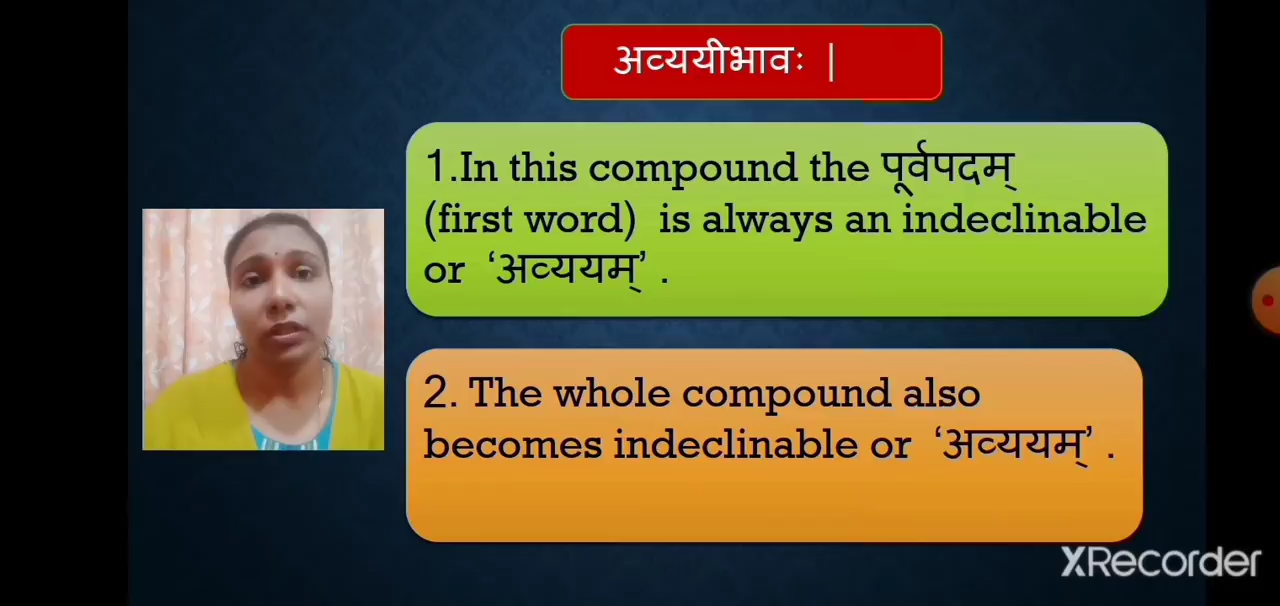 अव्ययीभावः |
1.In this compound the पूर्वपदम्
(first word) is always an indeclinable
or ‘अव्ययम्’ .
2. The whole compound also
becomes indeclinable or ‘अव्ययम्’ .
XRecorder